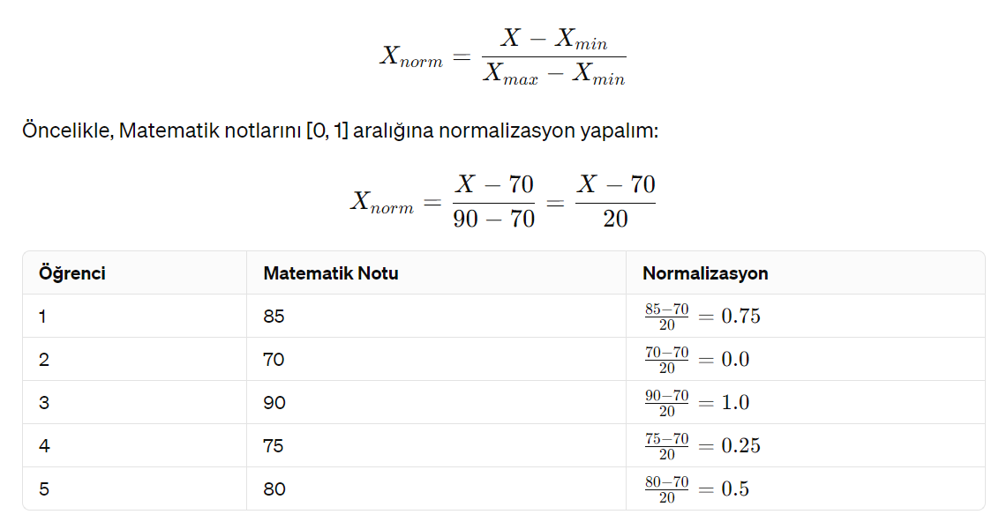 X_{norm} = \frac{X - X_{min}}{X_{max} - X_{min}}
Öncelikle, Matematik notlarını [0, 1] aralığına normalizasyon yapalım:
X_{norm} = \frac{X - 70}{90 - 70} = \frac{X - 70}{20}
Öğrenci Matematik Notu Normalizasyon
1 85 \frac{85-70}{20} = 0.75
2 70 \frac{70-70}{20} = 0.0
3 90 \frac{90-70}{20} = 1.0
4 75 \frac{75-70}{20} = 0.25
5 80 \frac{80-70}{20} = 0.5